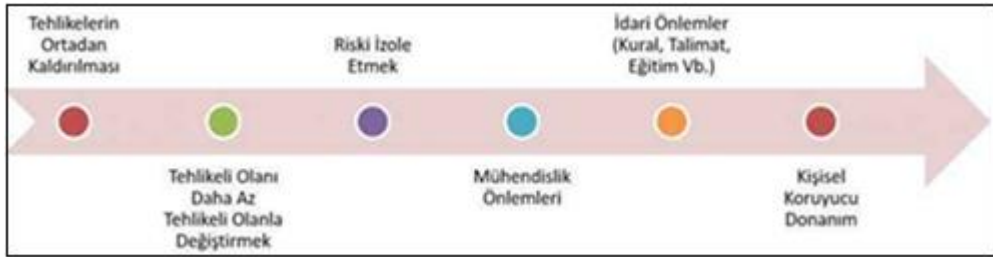 Tehlikelerin
Ortadan
Kaldırılması
Tehlikeli Olanı
Daha Az
Tehlikeli Olanla
Değiştirmek
Riski İzole
Etmek
Mühendislik
Önlemleri
İdari Önlemler
(Kural, Talimat,
Eğitim Vb.)
Kişisel
Koruyucu
Donanım